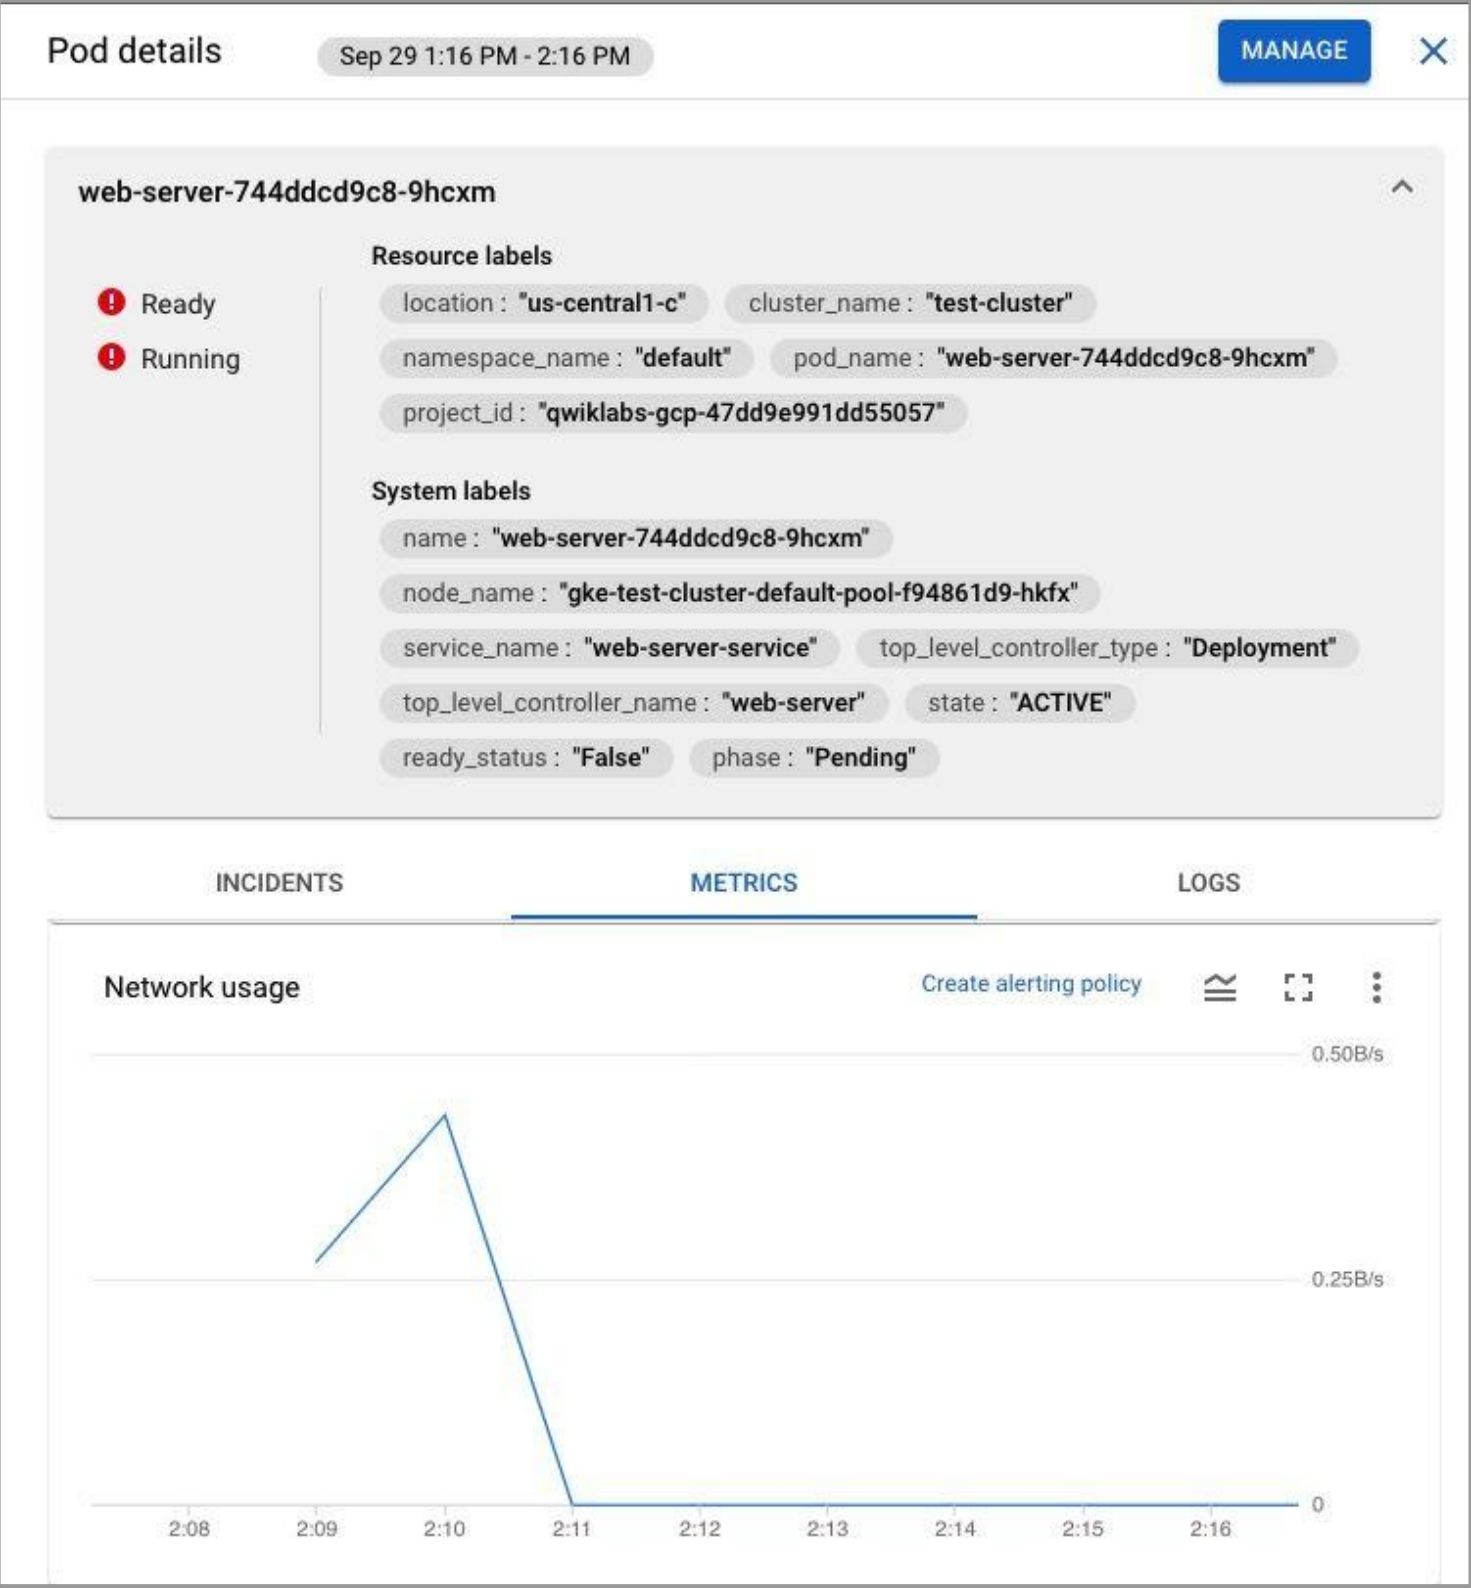 Pod details Sep 29 1:16 PM - 2:16 PM MANAGE
web-server-744ddcd9c8-9hcxm
Resource labels
Ready location : "us-central1-c" cluster_name : "test-cluster"
Running namespace_name : "default" pod_name : "web-server-744ddcd9c8-9hcxm"
project_id : "qwiklabs-gcp-47dd9e991dd55057"
System labels
name : "web-server-744ddcd9c8-9hcxm"
node_name : "gke-test-cluster-default-pool-f94861d9-hkfx"
service_name : "web-server-service" top_level_controller_type : "Deployment"
top_level_controller_name : "web-server" state : "ACTIVE"
ready_status : "False" phase : "Pending"
INCIDENTS METRICS LOGS
Network usage Create alerting policy
0.50B/s
0.25B/s
0
2:08 2:09 2:10 2:11 2:12 2:13 2:14 2:15 2:16